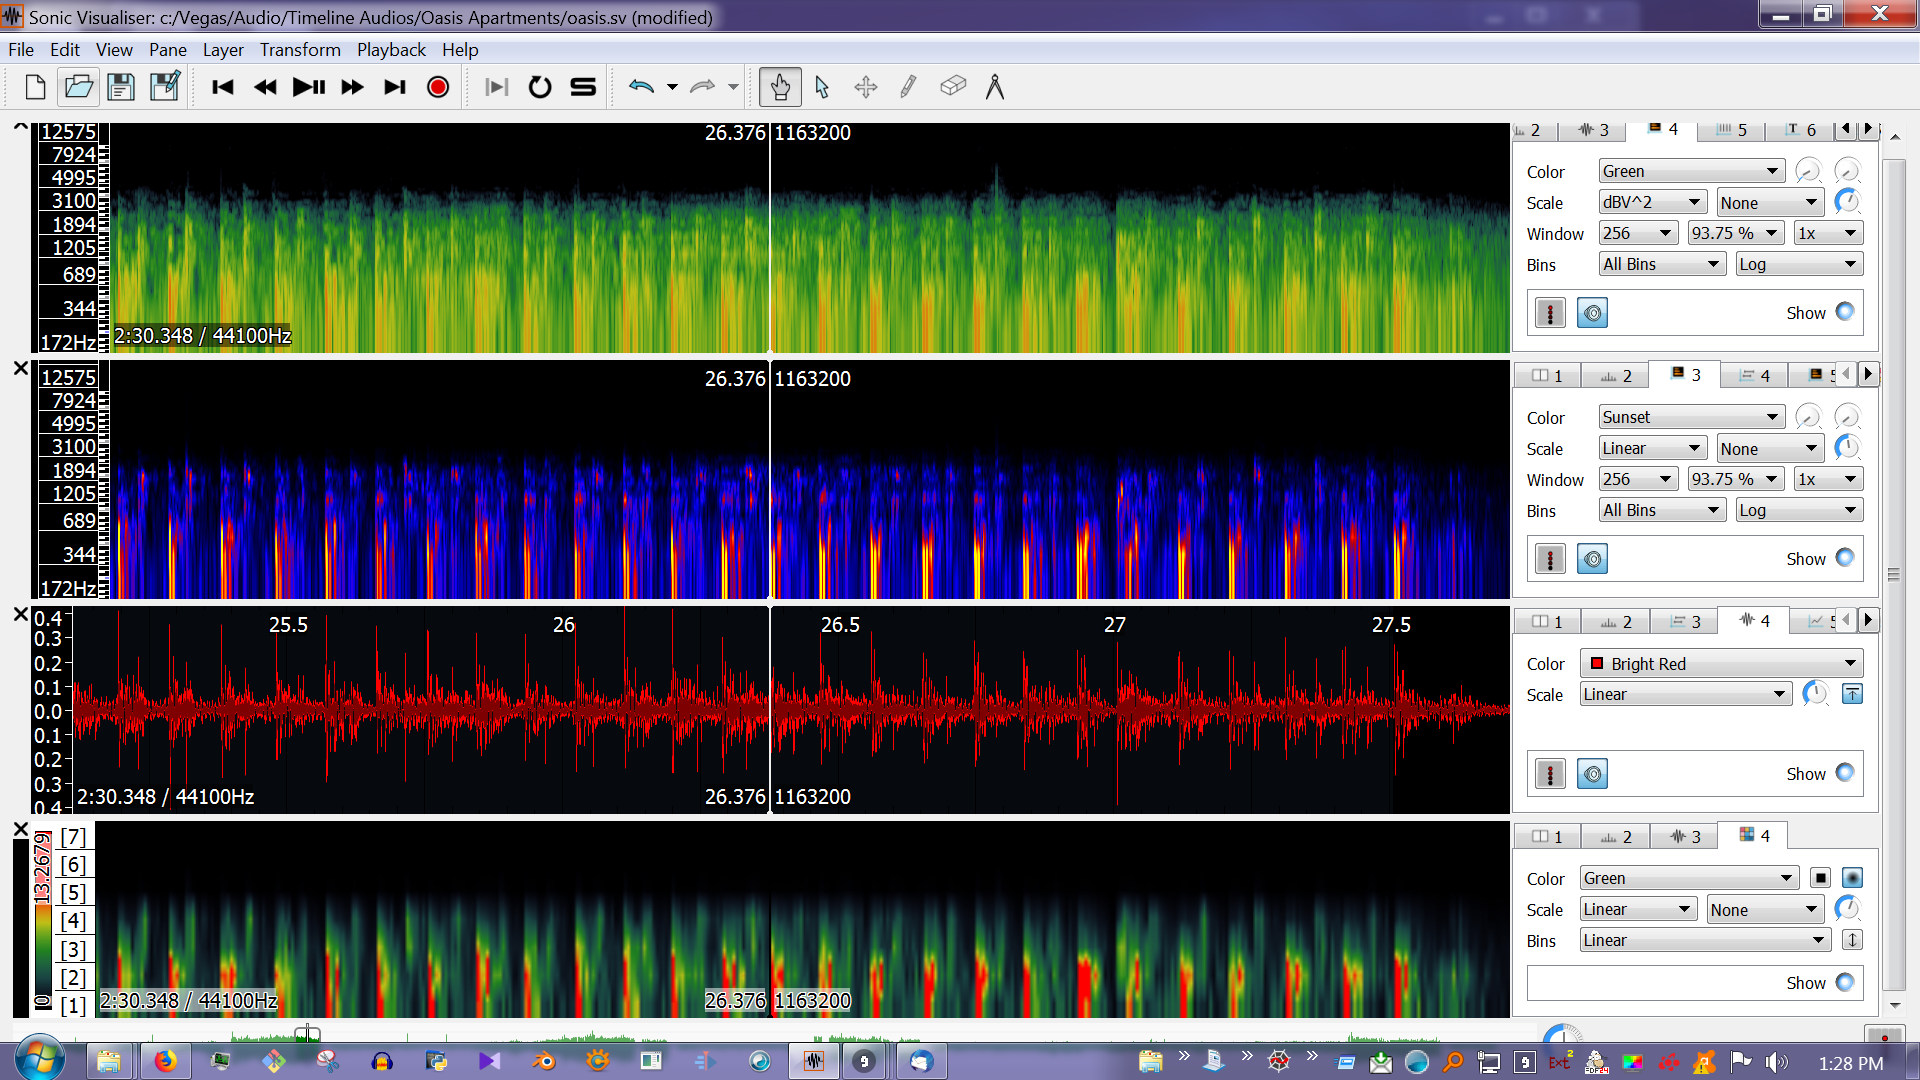 Sonic Visualiser: c:/Vegas/Audio/Timeline Audios/Oasis Apartments/oasis.sv (modified)
File Edit View Pane Layer Transform Playback Help
12575
7924
4995
3100
1894
1205
689
344
172Hz
26.376 1163200
2:30.348 / 44100Hz
2 3 4 5 6
Color Green
Scale dBV^2 None
Window 256 93.75 % 1x
Bins All Bins Log
Show
12575
7924
4995
3100
1894
1205
689
344
172Hz
26.376 1163200
1 2 3 4 5
Color Sunset
Scale Linear None
Window 256 93.75 % 1x
Bins All Bins Log
Show
0.4
0.3
0.2
0.1
0.0
0.1
0.2
0.3
0.4
25.5 26 26.5 27 27.5
2:30.348 / 44100Hz
26.376 1163200
1 2 3 4 5
Color Bright Red
Scale Linear
Show
13.2679
0
[7]
[6]
[5]
[4]
[3]
[2]
[1]
2:30.348 / 44100Hz
26.376 1163200
1 2 3 4
Color Green
Scale Linear None
Bins Linear
Show
9 9 Ext2 PDF24 1:28 PM